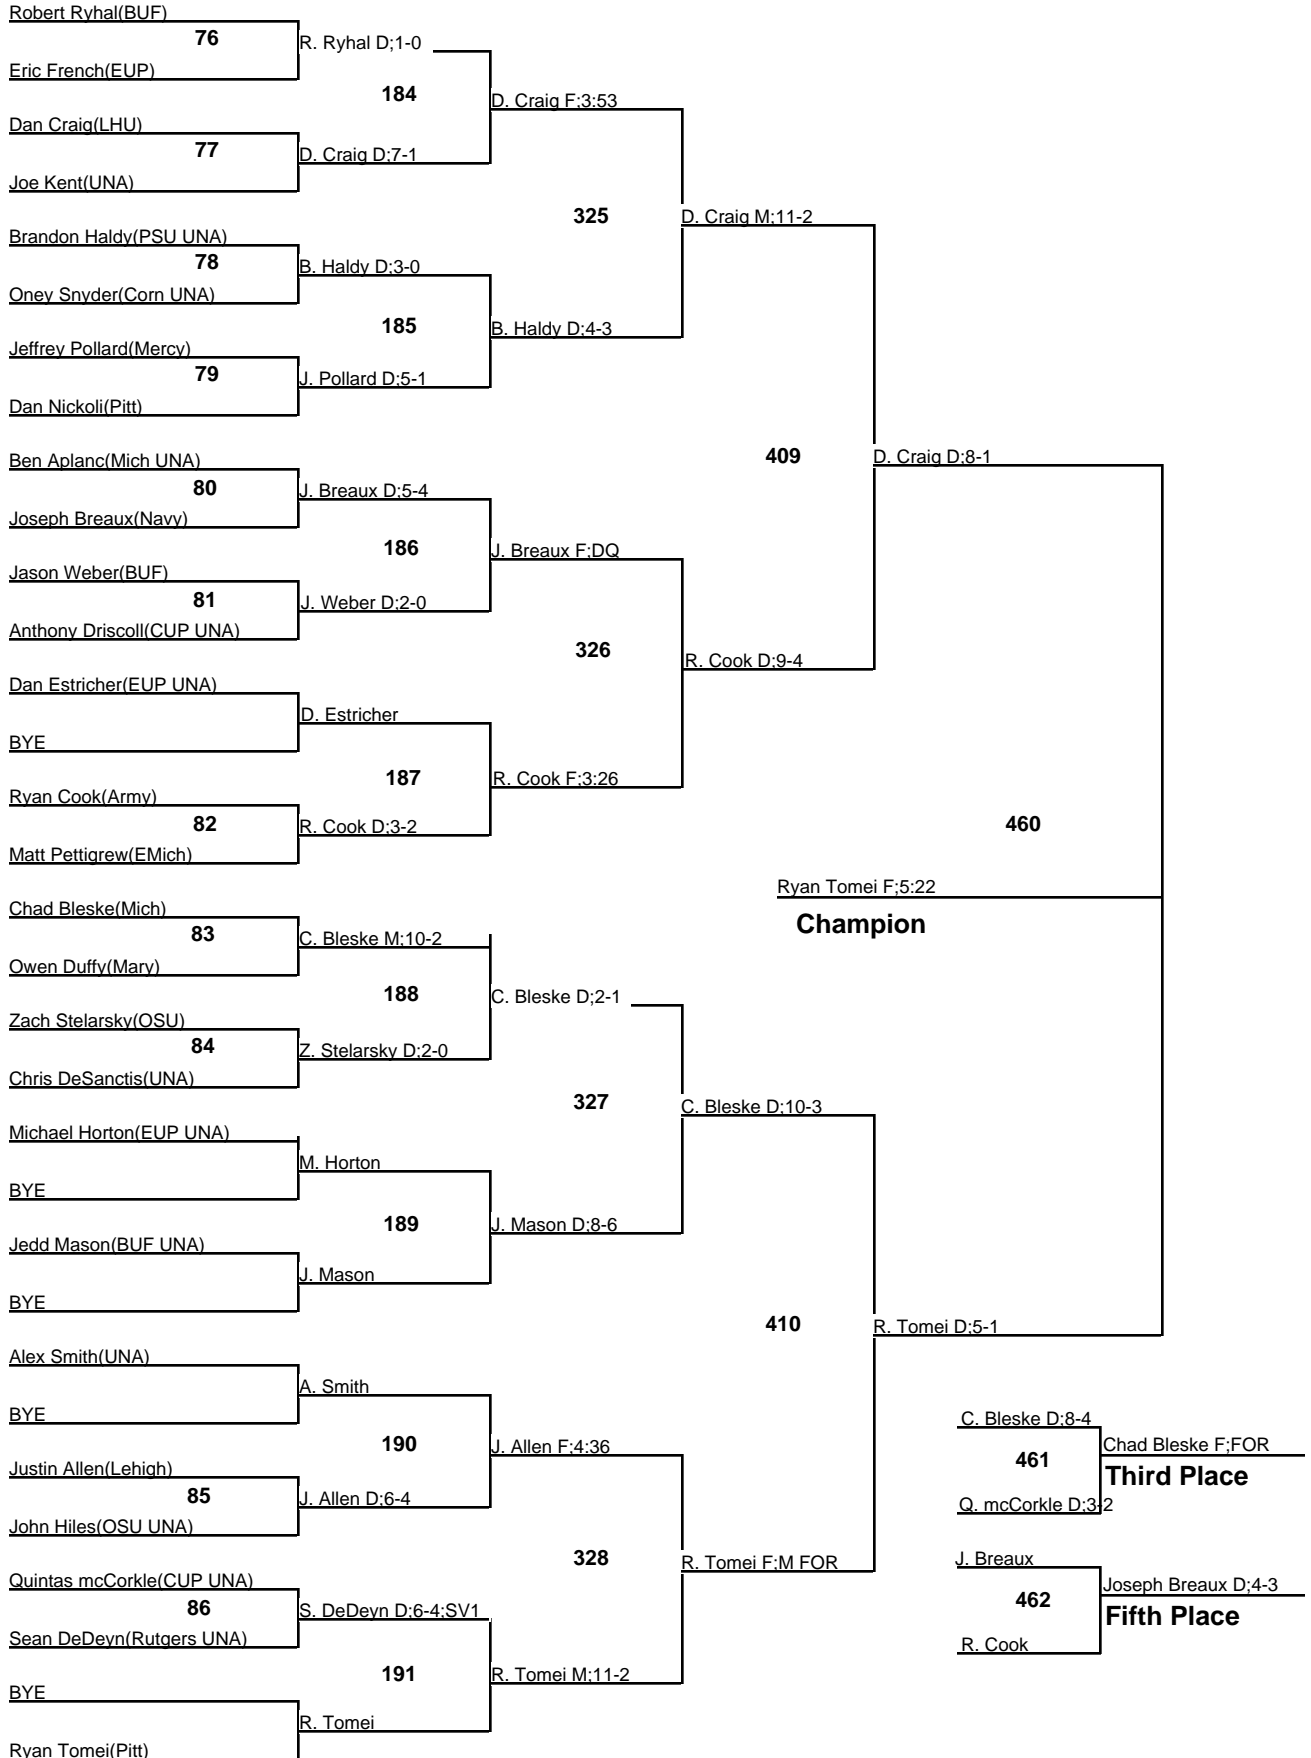 Robert Ryhal(BUF)
76
R. Ryhal D;1-0
Eric French(EUP)
184
D. Craig F;3:53
Dan Craig(LHU)
77
D. Craig D;7-1
Joe Kent(UNA)
325
D. Craig M;11-2
Brandon Haldy(PSU UNA)
78
B. Haldy D;3-0
Oney Snyder(Corn UNA)
185
B. Haldy D;4-3
Jeffrey Pollard(Mercy)
79
J. Pollard D;5-1
Dan Nickoli(Pitt)
409
D. Craig D;8-1
Ben Aplanc(Mich UNA)
80
J. Breaux D;5-4
Joseph Breaux(Navy)
186
J. Breaux F;DQ
Jason Weber(BUF)
81
J. Weber D;2-0
Anthony Driscoll(CUP UNA)
326
R. Cook D;9-4
Dan Estricher(EUP UNA)
D. Estricher
BYE
187
R. Cook F;3:26
Ryan Cook(Army)
82
R. Cook D;3-2
Matt Pettigrew(EMich)
460
Ryan Tomei F;5:22
Champion
Chad Bleske(Mich)
83
C. Bleske M;10-2
Owen Duffy(Mary)
188
C. Bleske D;2-1
Zach Stelarsky(OSU)
84
Z. Stelarsky D;2-0
Chris DeSanctis(UNA)
327
C. Bleske D;10-3
Michael Horton(EUP UNA)
M. Horton
BYE
189
J. Mason D;8-6
Jedd Mason(BUF UNA)
J. Mason
BYE
410
R. Tomei D;5-1
Alex Smith(UNA)
A. Smith
BYE
190
J. Allen F;4:36
Justin Allen(Lehigh)
85
J. Allen D;6-4
John Hiles(OSU UNA)
328
R. Tomei F;M FOR
Quintas mcCorkle(CUP UNA)
86
S. DeDeyn D;6-4;SV1
Sean DeDeyn(Rutgers UNA)
191
R. Tomei M;11-2
BYE
R. Tomei
Ryan Tomei(Pitt)
C. Bleske D;8-4
461
Chad Bleske F;FOR
Third Place
Q. mcCorkle D;3-2
J. Breaux
462
Joseph Breaux D;4-3
Fifth Place
R. Cook